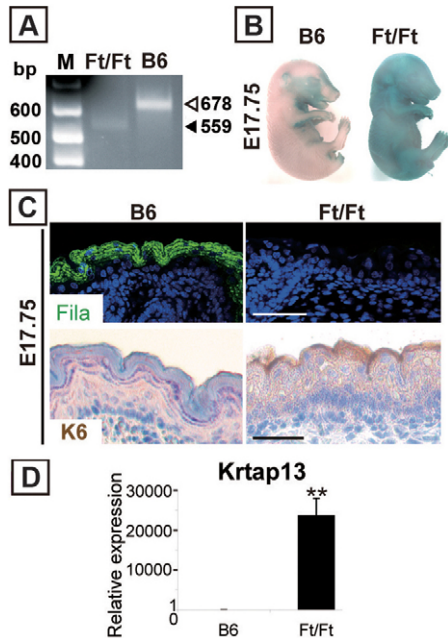 A
Ft/Ft B6
M
bp
600
500
400
678
559
B
B6 Ft/Ft
E17.75
C
B6 Ft/Ft
E17.75
Fila
K6
D
Krtap13
Relative expression
30000
20000
10000
1
0
**
B6 Ft/Ft